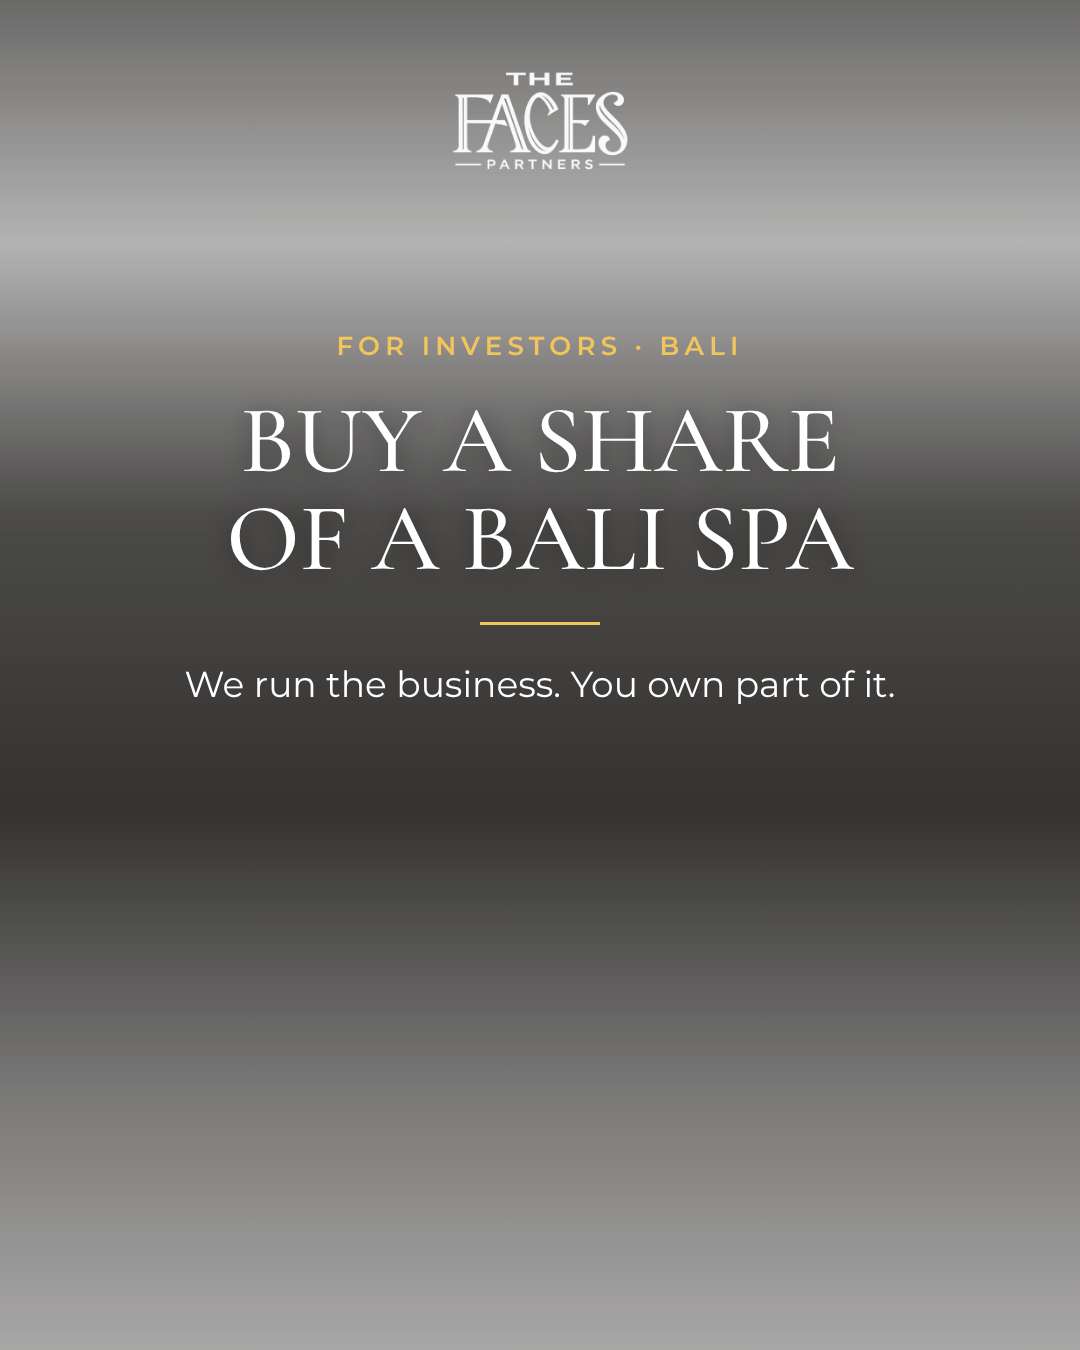 THE
FACES
PARTNERS
FOR INVESTORS · BALI
BUY A SHARE
OF A BALI SPA
We run the business. You own part of it.